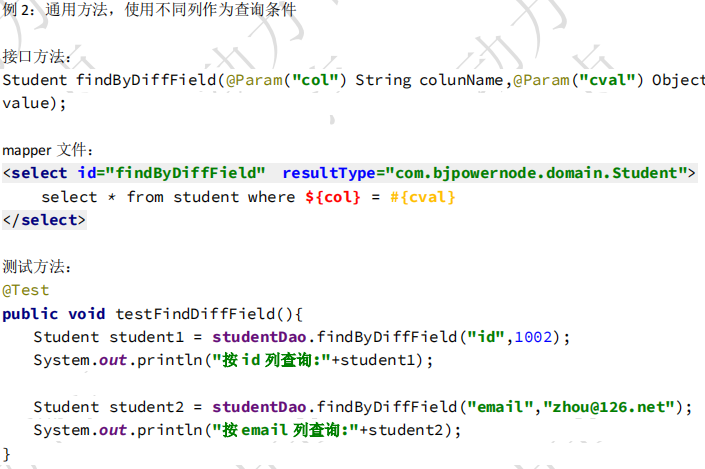 例 2：通用方法，使用不同列作为查询条件
接口方法：
Student findByDiffField(@Param("col") String colunName,@Param("cval") Object
value);
mapper 文件：
<select id="findByDiffField" resultType="com.bjpowernode.domain.Student">
select * from student where ${col} = #{cval}
</select>
测试方法：
@Test
public void testFindDiffField(){
Student student1 = studentDao.findByDiffField("id",1002);
System.out.println("按 id 列查询:"+student1);
Student student2 = studentDao.findByDiffField("email","zhou@126.net");
System.out.println("按 email 列查询:"+student2);
}